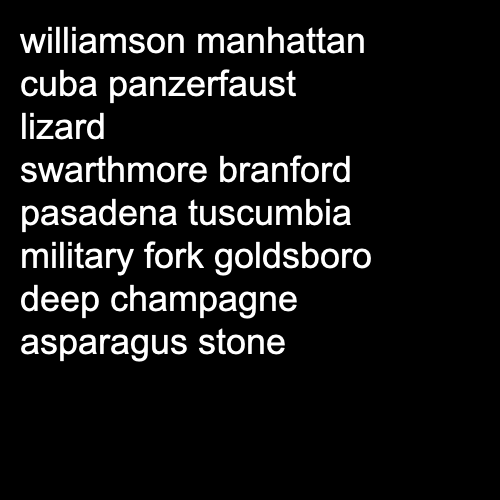 williamson manhattan
cuba panzerfaust
lizard
swarthmore branford
pasadena tuscumbia
military fork goldsboro
deep champagne
asparagus stone